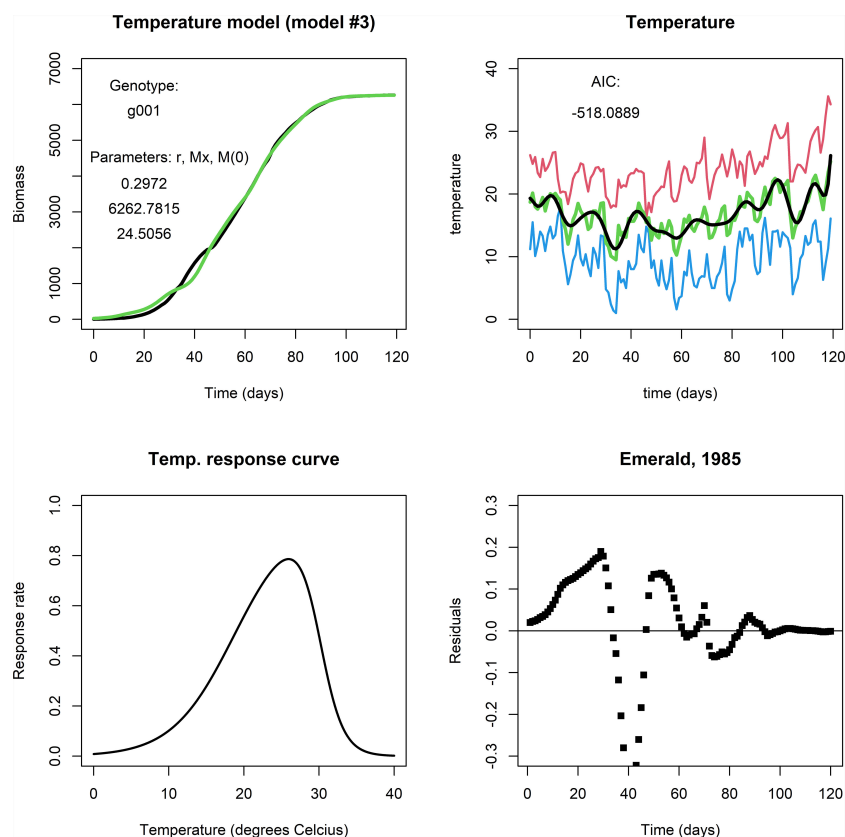 Temperature model (model #3)
Biomass
7000
5000
3000
1000
0
Genotype:
g001
Parameters: r, Mx, M(0)
0.2972
6262.7815
24.5056
0 20 40 60 80 100 120
Time (days)
Temperature
temperature
40
30
20
10
0
AIC:
-518.0889
0 20 40 60 80 100 120
time (days)
Temp. response curve
Response rate
1.0
0.8
0.6
0.4
0.2
0.0
0 10 20 30 40
Temperature (degrees Celcius)
Emerald, 1985
Residuals
0.3
0.2
0.1
0.0
-0.1
-0.3
0 20 40 60 80 100 120
Time (days)